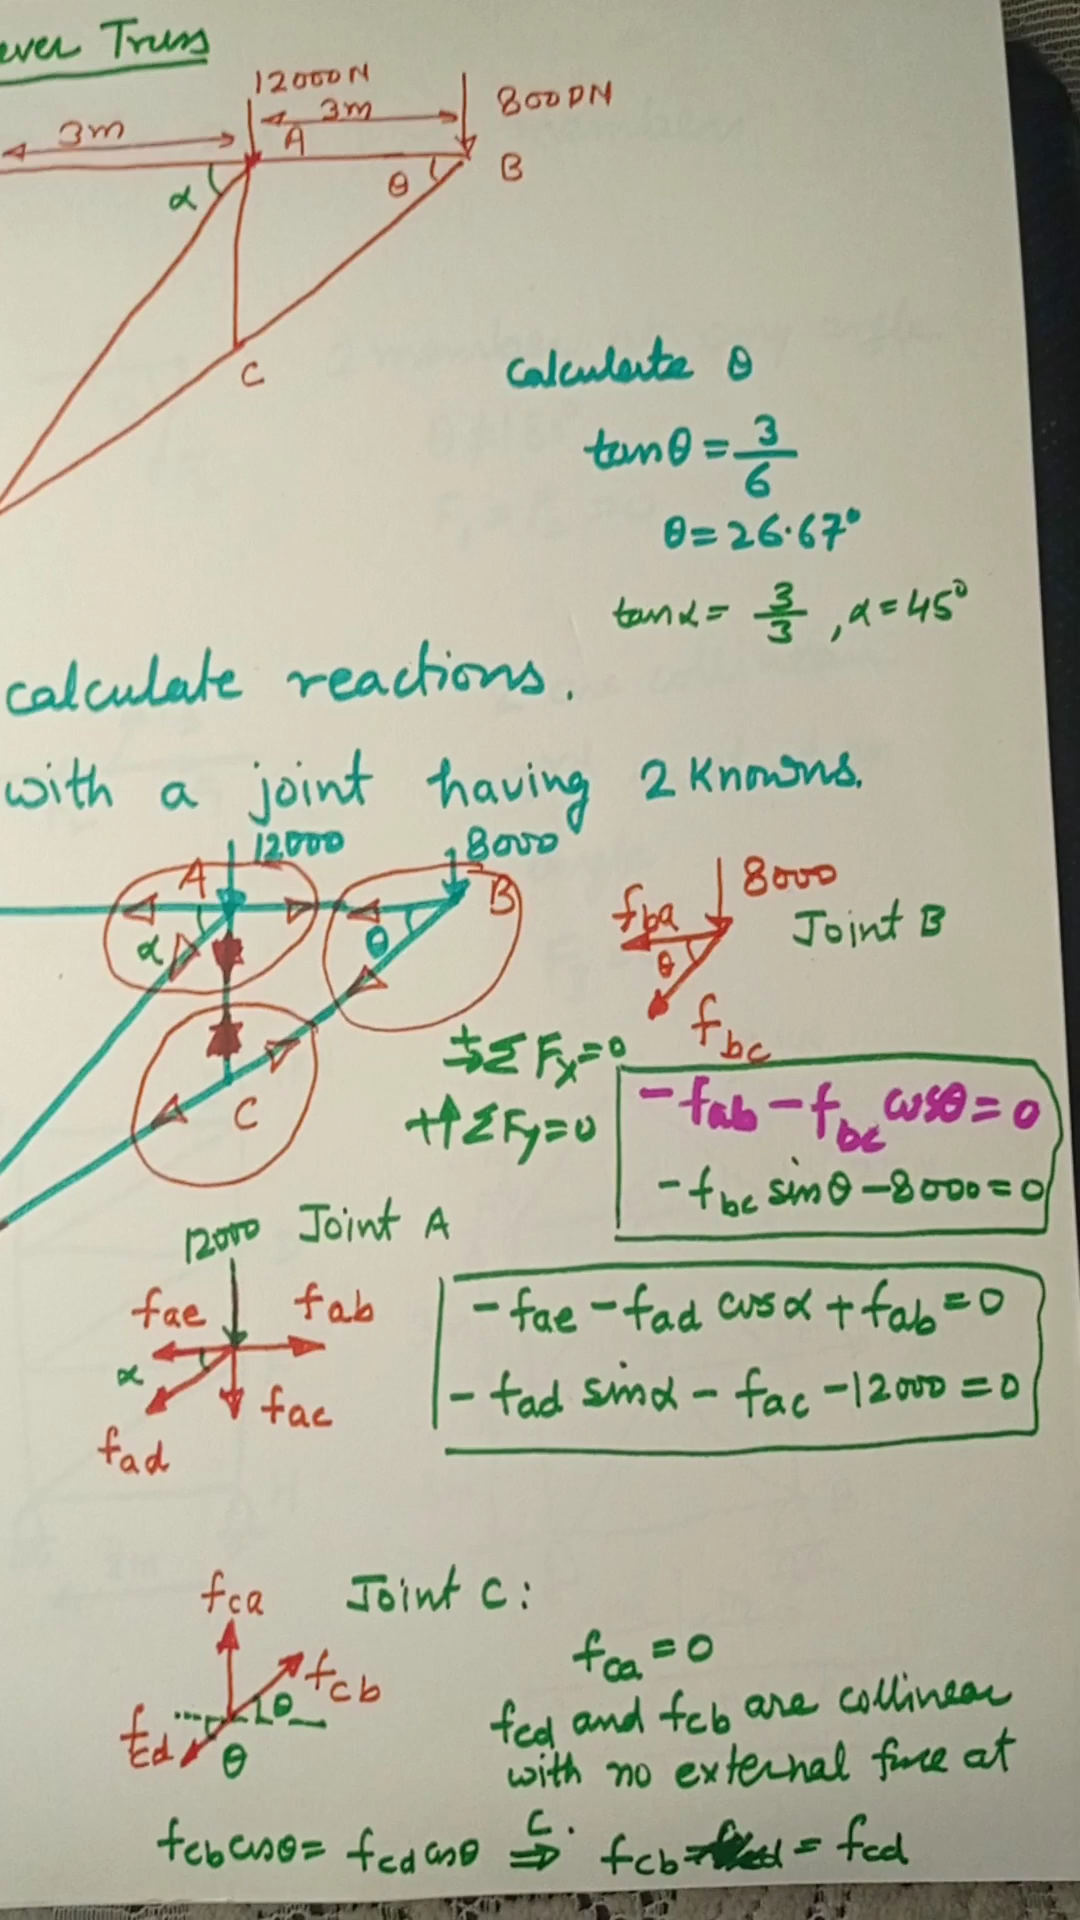 ever Truss
12000N
3m
3m
8000N
A
B
α
θ
C
Calculate θ
tanθ = 3/6
θ = 26.67°
tanα = 3/3, α = 45°
calculate reactions.
with a joint having 2 Knowns.
12000
8000
A
B
α
θ
C
8000
fba
Joint B
θ
fbc
+→ΣFx=0
+↑ΣFy=0
-fab - fbc cosθ = 0
-fbc sinθ - 8000 = 0
12000 Joint A
fae
fab
α
fac
fad
-fae - fad cosα + fab = 0
-fad sinα - fac - 12000 = 0
fca Joint C:
fcb
θ
fcd
θ
fca = 0
fcd and fcb are collinear
with no external force at
C.
fcb cosθ = fcd cosθ ⇒ fcb = = fcd